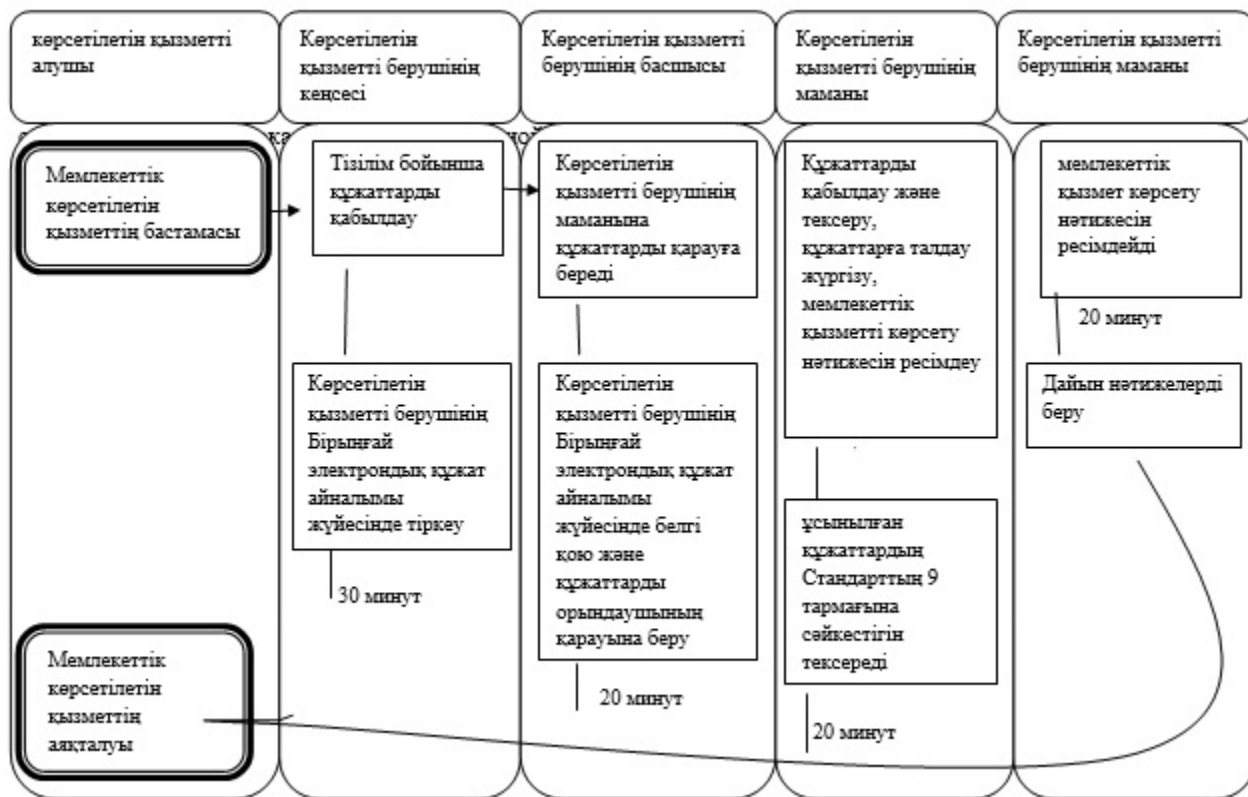 көрсетілетін қызметті
алушы
Көрсетілетін
қызметті берушінің
кеңсесі
Көрсетілетін қызметті
берушінің басшысы
Көрсетілетін
қызметті берушінің
маманы
Көрсетілетін қызметті
берушінің маманы
Мемлекеттік
көрсетілетін
қызметтің бастамасы
Тізілім бойынша
құжаттарды
қабылдау
Көрсетілетін
қызметті берушінің
маманына
құжаттарды қарауға
береді
Құжаттарды
қабылдау және
тексеру,
құжаттарға талдау
жүргізу,
мемлекеттік
қызметті көрсету
нәтижесін ресімдеу
мемлекеттік
қызмет көрсету
нәтижесін
ресімдейді
20 минут
Көрсетілетін
қызметті берушінің
Бірыңғай
электрондық құжат
айналымы
жүйесінде тіркеу
30 минут
Көрсетілетін
қызметті берушінің
Бірыңғай
электрондық құжат
айналымы
жүйесінде белгі
қою және
құжаттарды
орындаушының
қарауына беру
20 минут
ұсынылған
құжаттардың
Стандарттың 9
тармағына
сәйкестігін
тексереді
20 минут
Дайын нәтижелерді
беру
Мемлекеттік
көрсетілетін
қызметтің
аяқталуы